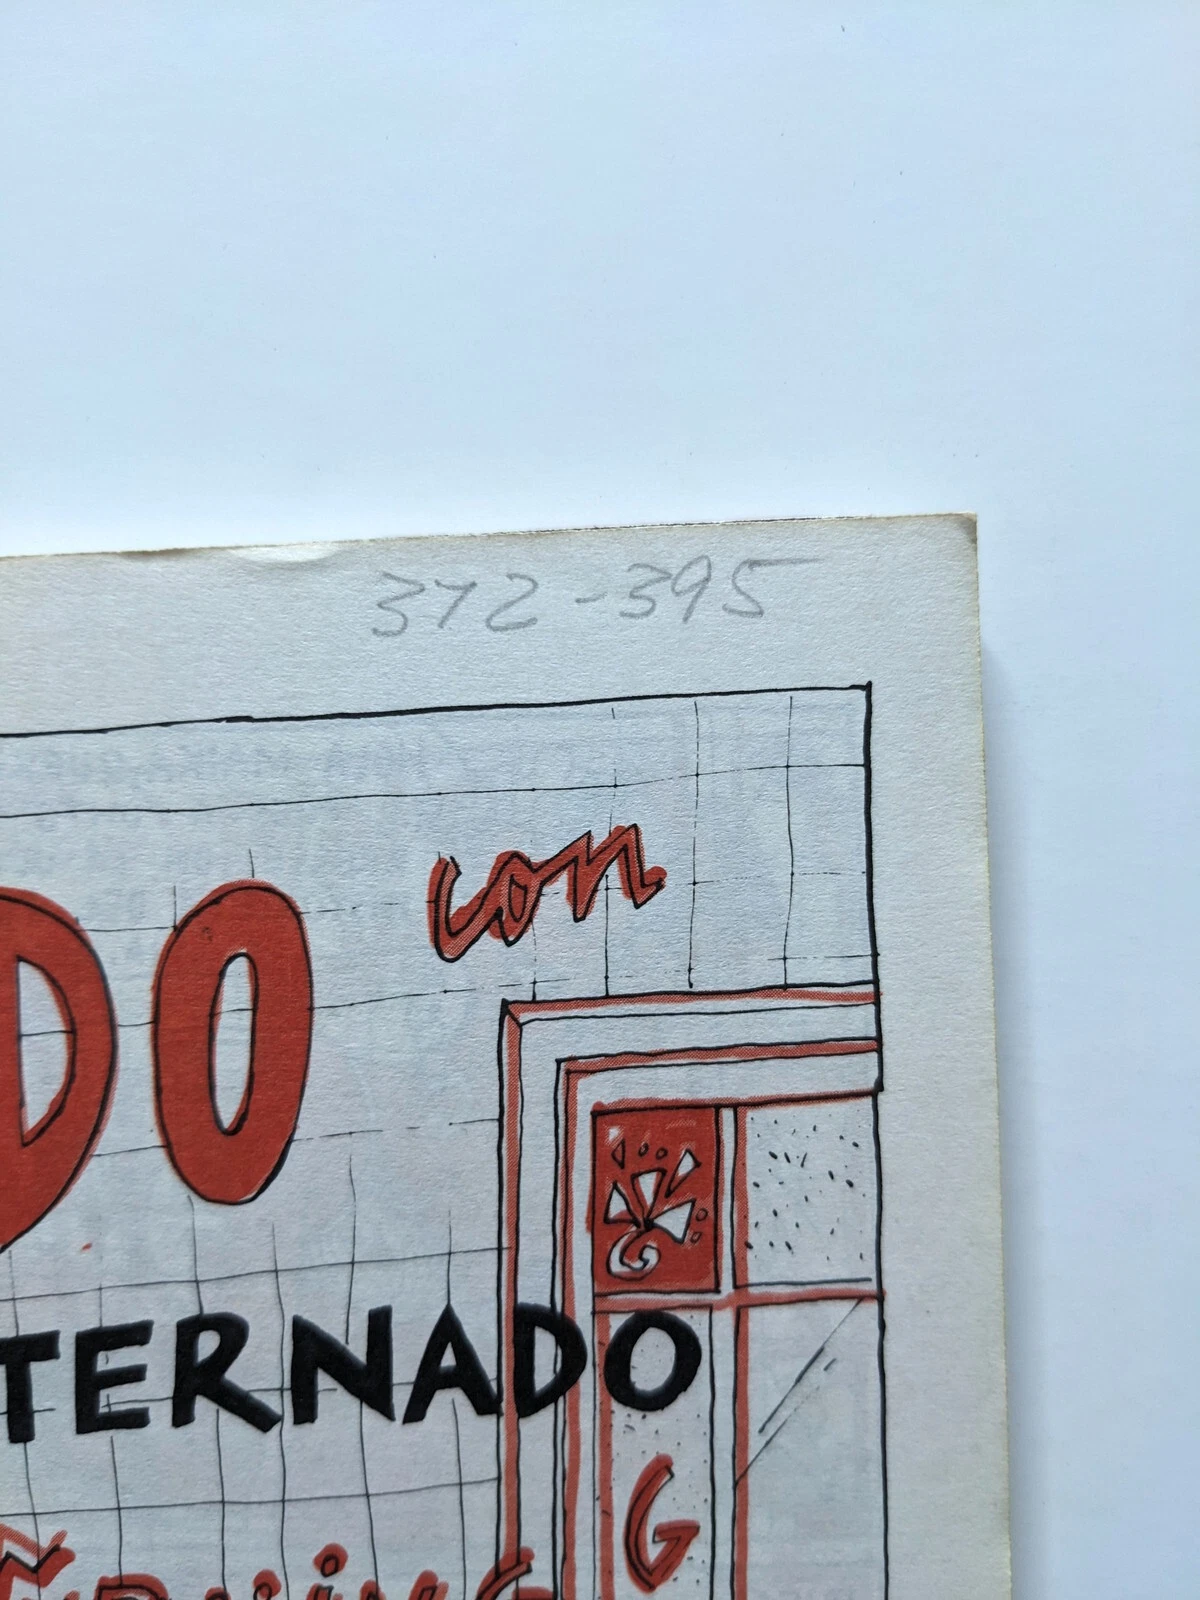 372-395
DO con
TERNADO
G